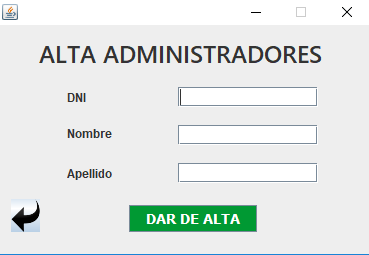 ALTA ADMINISTRADORES
DNI
Nombre
Apellido
DAR DE ALTA